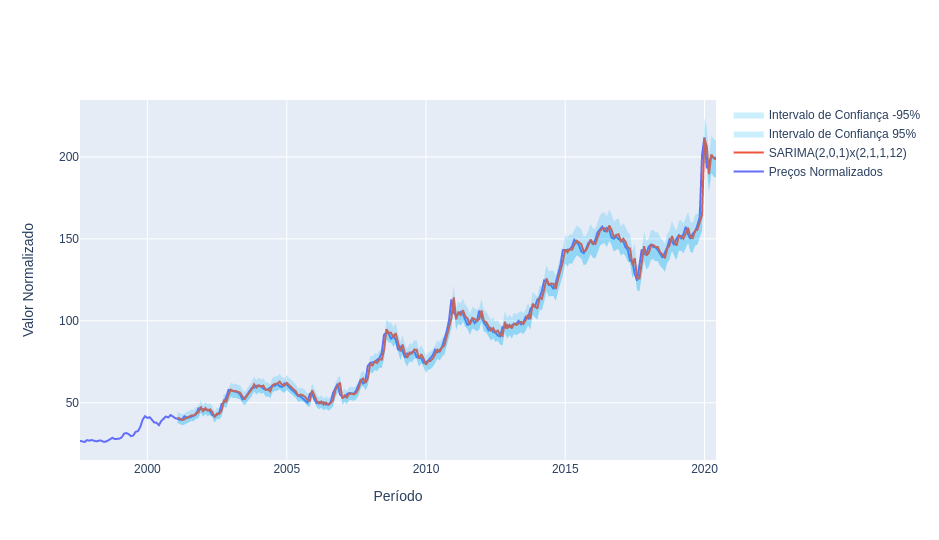 Intervalo de Confiança -95%
Intervalo de Confiança 95%
SARIMA(2,0,1)x(2,1,1,12)
Preços Normalizados
200
150
100
50
Valor Normalizado
2000 2005 2010 2015 2020
Período